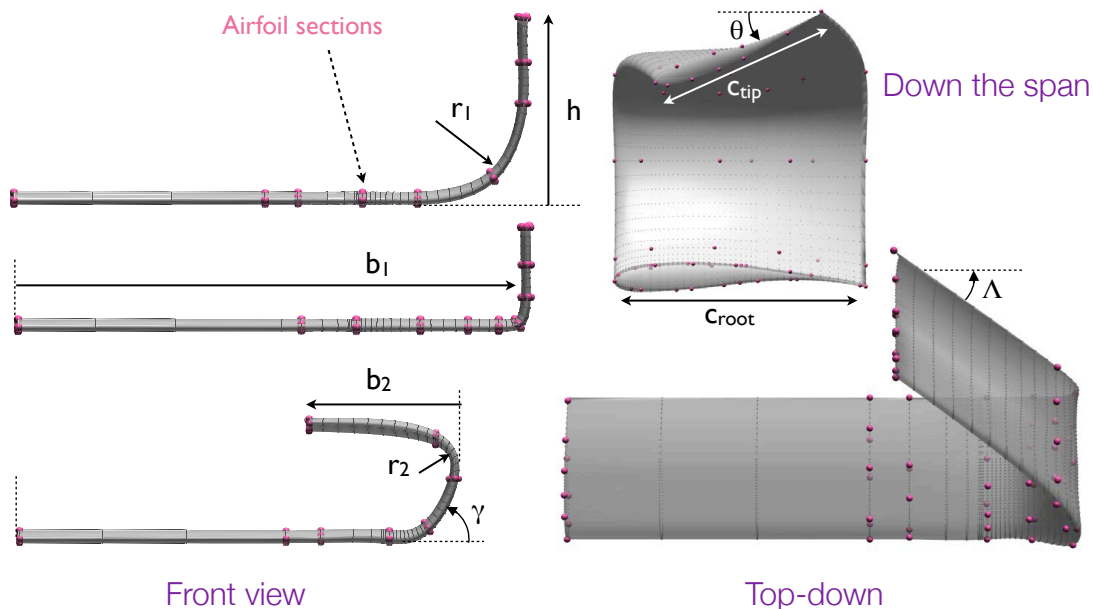 Airfoil sections
r1
h
b1
b2
r2
γ
Front view
θ
ctip
Down the span
croot
Λ
Top-down